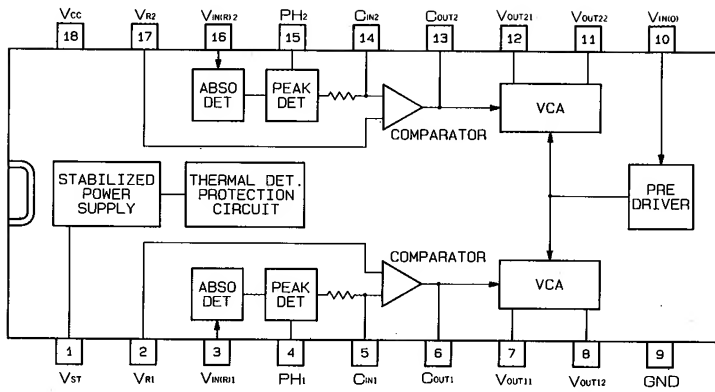 VCC VR2 VIN(R)2 PH2 CIN2 COUT2 VOUT21 VOUT22 VIN(O)
18 17 16 15 14 13 12 11 10
ABSO DET
PEAK DET
VCA
COMPARATOR
STABILIZED
POWER
SUPPLY
THERMAL DET.
PROTECTION
CIRCUIT
PRE
DRIVER
COMPARATOR
ABSO DET
PEAK DET
VCA
1 2 3 4 5 6 7 8 9
VST VR1 VIN(R)1 PH1 CIN1 COUT1 VOUT11 VOUT12 GND